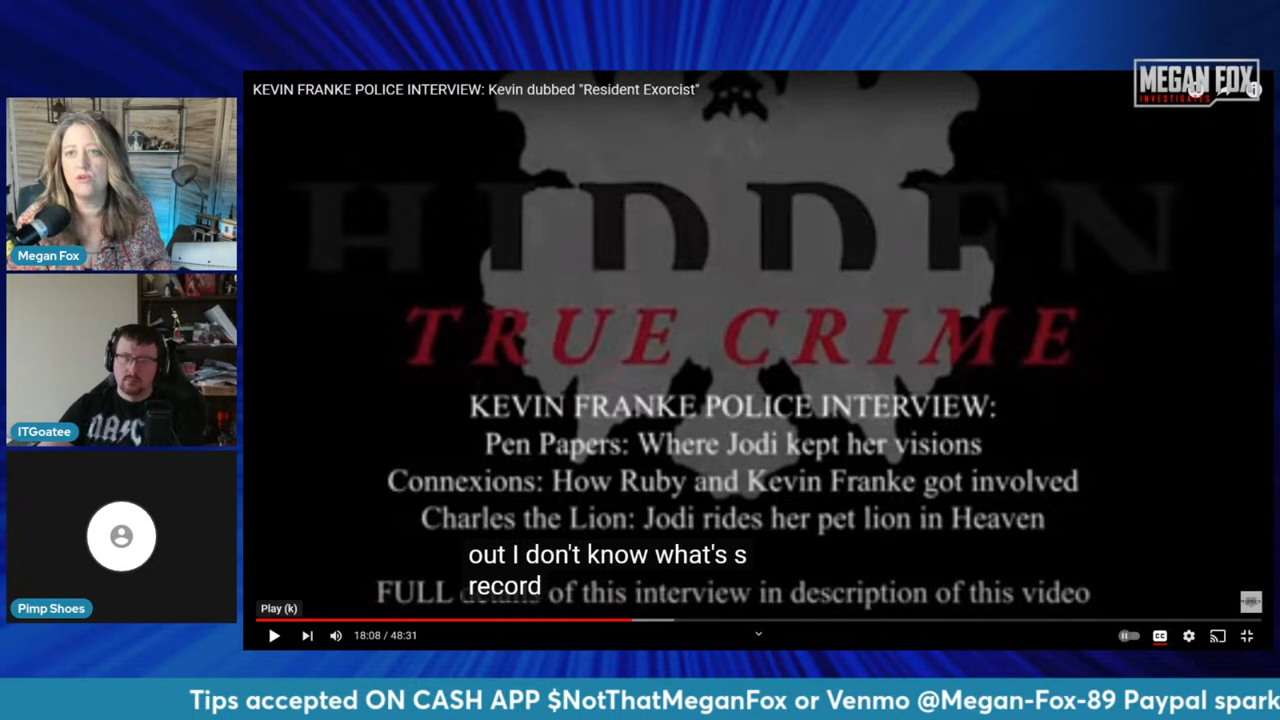 KEVIN FRANKE POLICE INTERVIEW: Kevin dubbed "Resident Exorcist"
MEGAN FOX
INVESTIGATES
HIDDEN
TRUE CRIME
KEVIN FRANKE POLICE INTERVIEW:
Pen Papers: Where Jodi kept her visions
Connexions: How Ruby and Kevin Franke got involved
Charles the Lion: Jodi rides her pet lion in Heaven
out I don't know what's s
record
FULL of this interview in description of this video
Play (k)
18:08 / 48:31
CC
Megan Fox
ITGoatee
Pimp Shoes
Tips accepted ON CASH APP $NotThatMeganFox or Venmo @Megan-Fox-89 Paypal spark